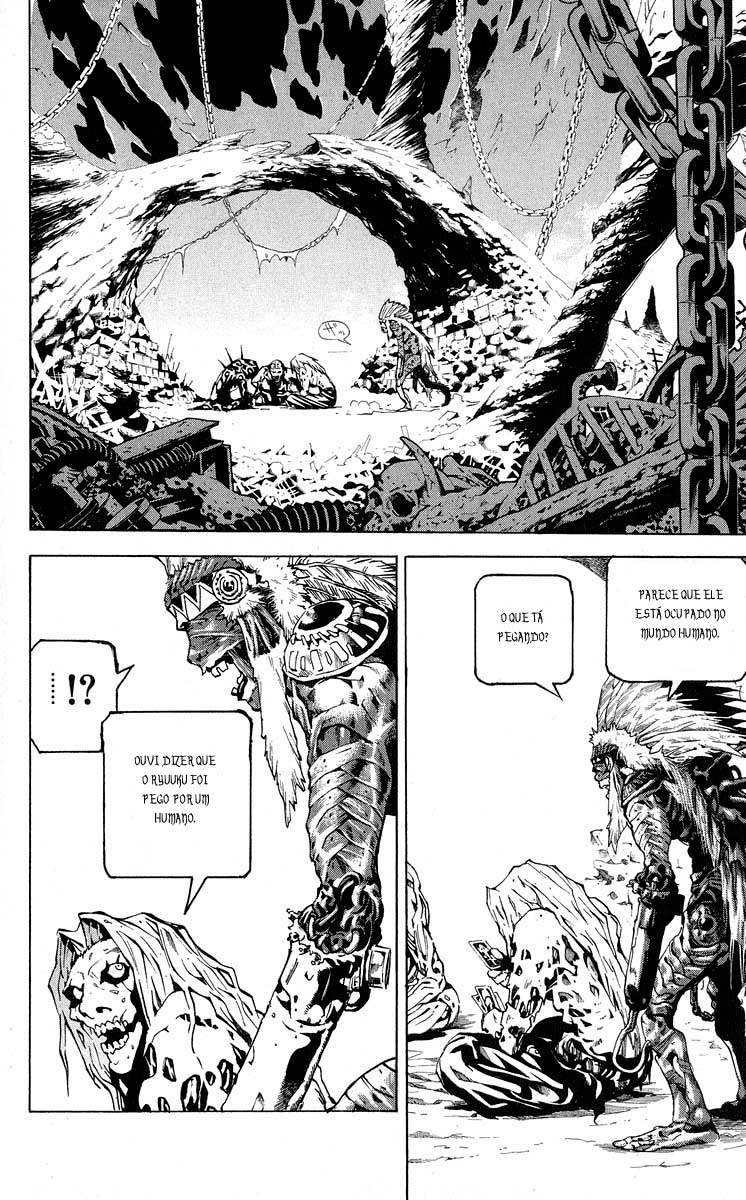 PARECE QUE ELE
ESTÁ OCUPADO NO
MUNDO HUMANO.
O QUE TÁ
PEGANDO?
OUVI DIZER QUE
O RYUUKU FOI
PEGO POR UM
HUMANO.
......!?